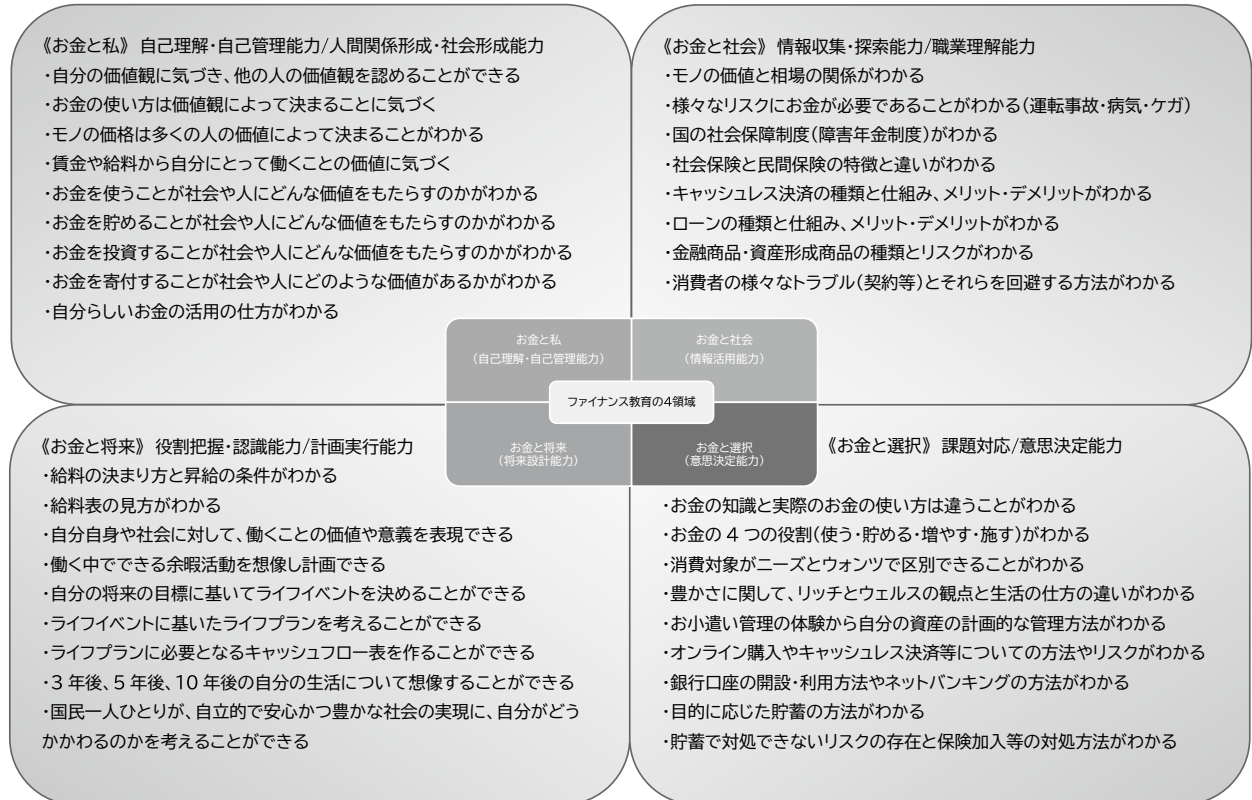 《お金と私》 自己理解・自己管理能力/人間関係形成・社会形成能力
・自分の価値観に気づき、他の人の価値観を認めることができる
・お金の使い方は価値観によって決まることに気づく
・モノの価格は多くの人の価値によって決まることがわかる
・賃金や給料から自分にとって働くことの価値に気づく
・お金を使うことが社会や人にどんな価値をもたらすのかがわかる
・お金を貯めることが社会や人にどんな価値をもたらすのかがわかる
・お金を投資することが社会や人にどんな価値をもたらすのかがわかる
・お金を寄付することが社会や人にどのような価値があるかがわかる
・自分らしいお金の活用の仕方がわかる
《お金と社会》 情報収集・探索能力/職業理解能力
・モノの価値と相場の関係がわかる
・様々なリスクにお金が必要であることがわかる(運転事故・病気・ケガ)
・国の社会保障制度(障害年金制度)がわかる
・社会保険と民間保険の特徴と違いがわかる
・キャッシュレス決済の種類と仕組み、メリット・デメリットがわかる
・ローンの種類と仕組み、メリット・デメリットがわかる
・金融商品・資産形成商品の種類とリスクがわかる
・消費者の様々なトラブル(契約等)とそれらを回避する方法がわかる
お金と私
(自己理解・自己管理能力)
お金と社会
(情報活用能力)
ファイナンス教育の4領域
お金と将来
(将来設計能力)
お金と選択
(意思決定能力)
《お金と将来》 役割把握・認識能力/計画実行能力
・給料の決まり方と昇給の条件がわかる
・給料表の見方がわかる
・自分自身や社会に対して、働くことの価値や意義を表現できる
・働く中でできる余暇活動を想像し計画できる
・自分の将来の目標に基いてライフイベントを決めることができる
・ライフイベントに基いたライフプランを考えることができる
・ライフプランに必要となるキャッシュフロー表を作ることができる
・3 年後、5 年後、10 年後の自分の生活について想像することができる
・国民一人ひとりが、自立的で安心かつ豊かな社会の実現に、自分がどう
かかわるのかを考えることができる
《お金と選択》 課題対応/意思決定能力
・お金の知識と実際のお金の使い方は違うことがわかる
・お金の 4 つの役割(使う・貯める・増やす・施す)がわかる
・消費対象がニーズとウォンツで区別できることがわかる
・豊かさに関して、リッチとウェルスの観点と生活の仕方の違いがわかる
・お小遣い管理の体験から自分の資産の計画的な管理方法がわかる
・オンライン購入やキャッシュレス決済等についての方法やリスクがわかる
・銀行口座の開設・利用方法やネットバンキングの方法がわかる
・目的に応じた貯蓄の方法がわかる
・貯蓄で対処できないリスクの存在と保険加入等の対処方法がわかる